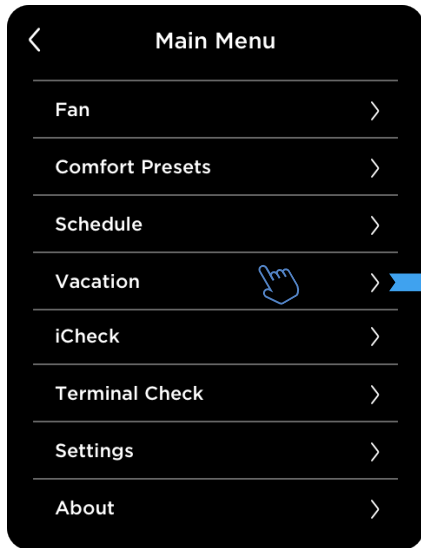 Main Menu
Fan
Comfort Presets
Schedule
Vacation
iCheck
Terminal Check
Settings
About